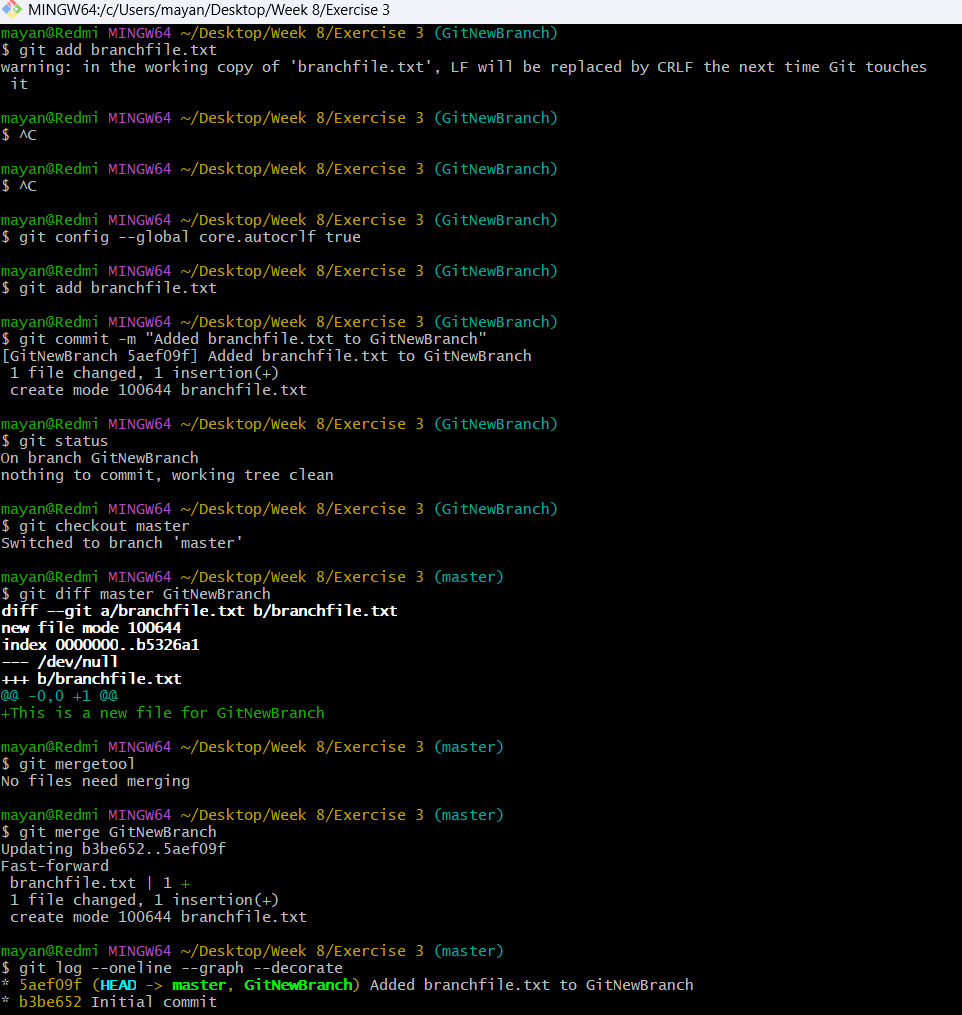 MINGW64:/c/Users/mayan/Desktop/Week 8/Exercise 3
mayan@Redmi MINGW64 ~/Desktop/Week 8/Exercise 3 (GitNewBranch)
$ git add branchfile.txt
warning: in the working copy of 'branchfile.txt', LF will be replaced by CRLF the next time Git touches
 it

mayan@Redmi MINGW64 ~/Desktop/Week 8/Exercise 3 (GitNewBranch)
$ ^C

mayan@Redmi MINGW64 ~/Desktop/Week 8/Exercise 3 (GitNewBranch)
$ ^C

mayan@Redmi MINGW64 ~/Desktop/Week 8/Exercise 3 (GitNewBranch)
$ git config --global core.autocrlf true

mayan@Redmi MINGW64 ~/Desktop/Week 8/Exercise 3 (GitNewBranch)
$ git add branchfile.txt

mayan@Redmi MINGW64 ~/Desktop/Week 8/Exercise 3 (GitNewBranch)
$ git commit -m "Added branchfile.txt to GitNewBranch"
[GitNewBranch 5aef09f] Added branchfile.txt to GitNewBranch
 1 file changed, 1 insertion(+)
 create mode 100644 branchfile.txt

mayan@Redmi MINGW64 ~/Desktop/Week 8/Exercise 3 (GitNewBranch)
$ git status
On branch GitNewBranch
nothing to commit, working tree clean

mayan@Redmi MINGW64 ~/Desktop/Week 8/Exercise 3 (GitNewBranch)
$ git checkout master
Switched to branch 'master'

mayan@Redmi MINGW64 ~/Desktop/Week 8/Exercise 3 (master)
$ git diff master GitNewBranch
diff --git a/branchfile.txt b/branchfile.txt
new file mode 100644
index 0000000..b5326a1
--- /dev/null
+++ b/branchfile.txt
@@ -0,0 +1 @@
+This is a new file for GitNewBranch

mayan@Redmi MINGW64 ~/Desktop/Week 8/Exercise 3 (master)
$ git mergetool
No files need merging

mayan@Redmi MINGW64 ~/Desktop/Week 8/Exercise 3 (master)
$ git merge GitNewBranch
Updating b3be652..5aef09f
Fast-forward
 branchfile.txt | 1 +
 1 file changed, 1 insertion(+)
 create mode 100644 branchfile.txt

mayan@Redmi MINGW64 ~/Desktop/Week 8/Exercise 3 (master)
$ git log --oneline --graph --decorate
* 5aef09f (HEAD -> master, GitNewBranch) Added branchfile.txt to GitNewBranch
* b3be652 Initial commit